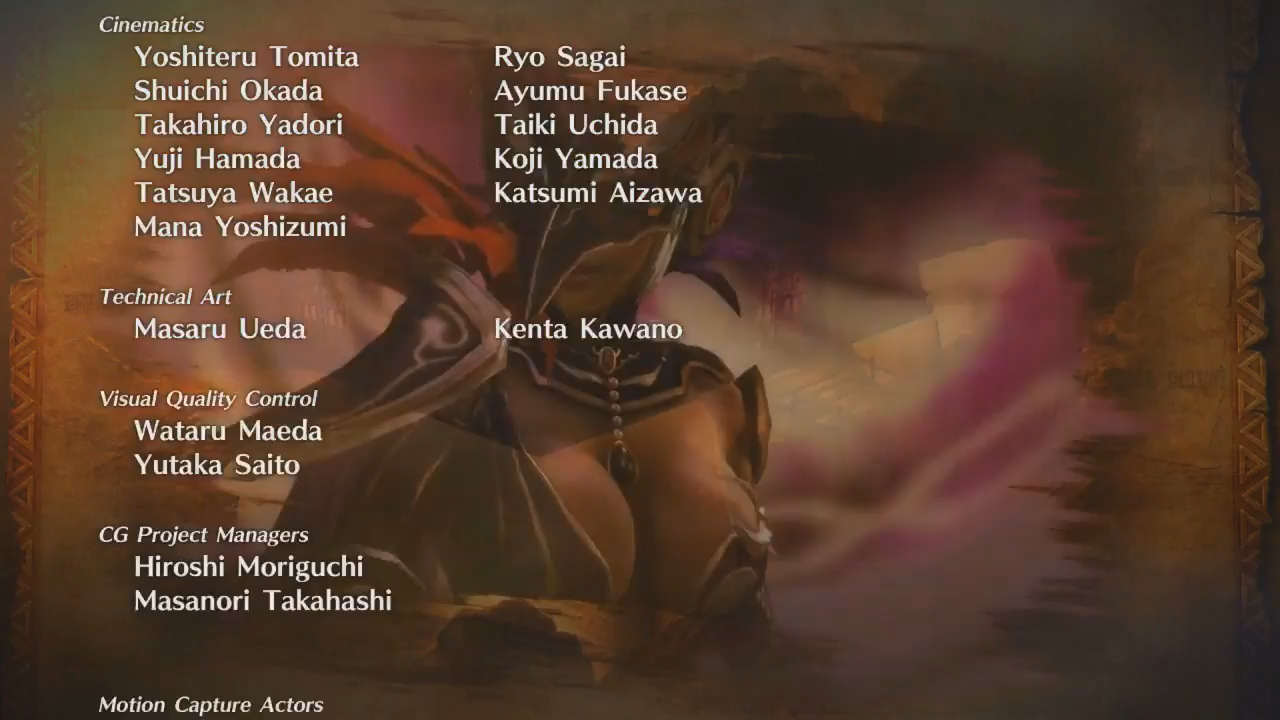 Cinematics
Yoshiteru Tomita Ryo Sagai
Shuichi Okada Ayumu Fukase
Takahiro Yadori Taiki Uchida
Yuji Hamada Koji Yamada
Tatsuya Wakae Katsumi Aizawa
Mana Yoshizumi
Technical Art
Masaru Ueda Kenta Kawano
Visual Quality Control
Wataru Maeda
Yutaka Saito
CG Project Managers
Hiroshi Moriguchi
Masanori Takahashi
Motion Capture Actors